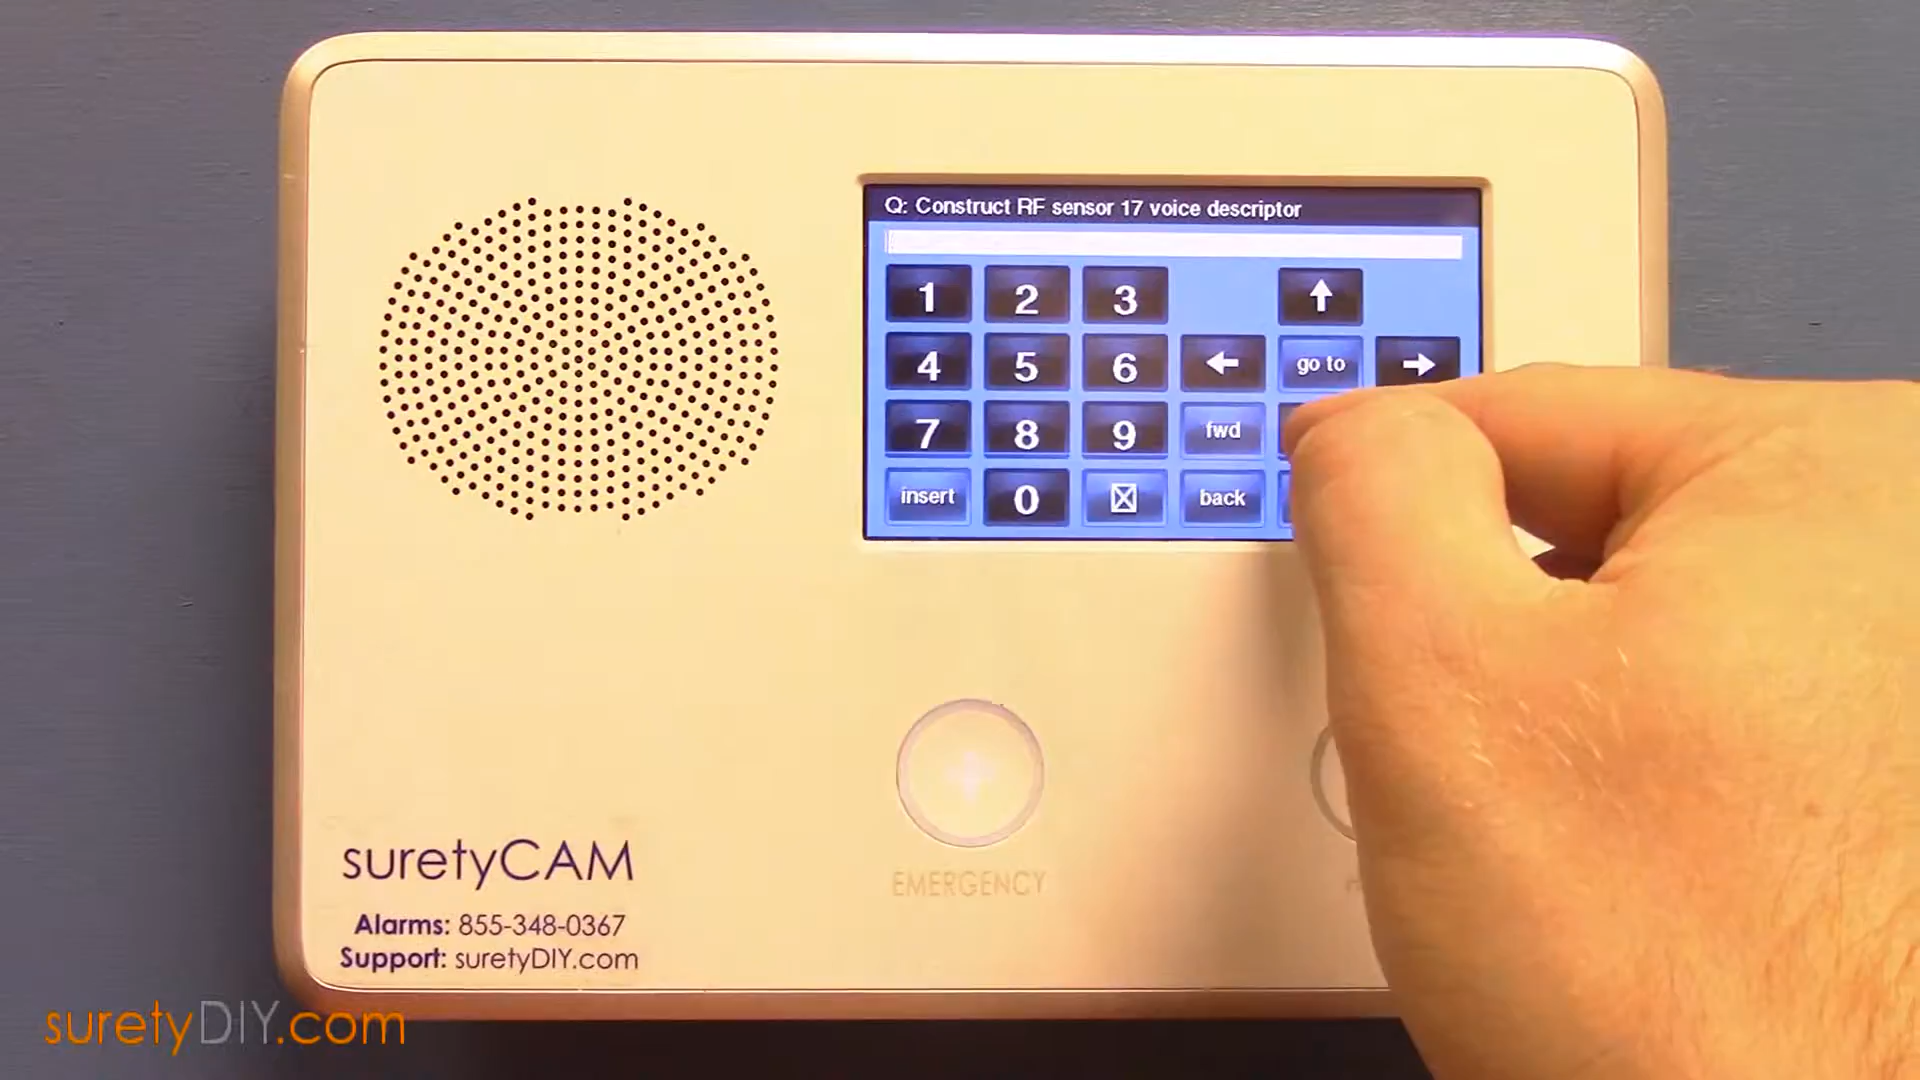 Q: Construct RF sensor 17 voice descriptor
1 2 3 ↑
4 5 6 ← go to →
7 8 9 fwd
insert 0 back
EMERGENCY
suretyCAM
Alarms: 855-348-0367
Support: suretyDIY.com
suretyDIY.com